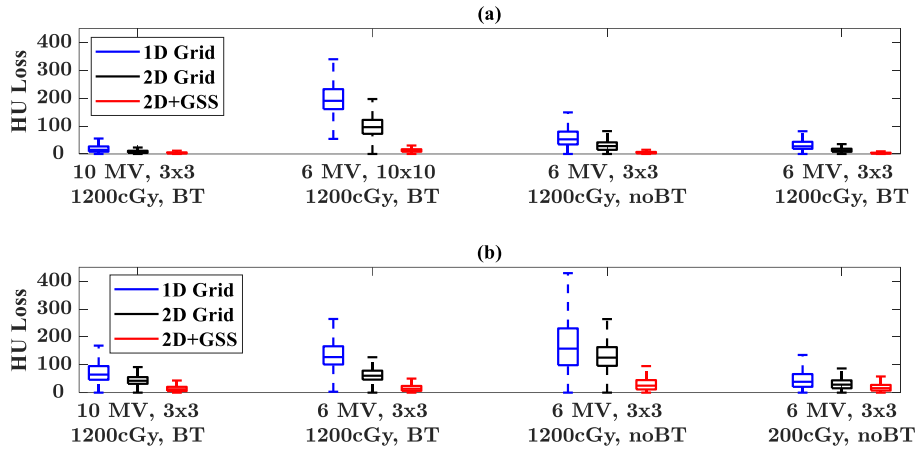 (a)
400
300
200
100
0
HU Loss
1D Grid
2D Grid
2D+GSS
10 MV, 3x3
1200cGy, BT
6 MV, 10x10
1200cGy, BT
6 MV, 3x3
1200cGy, noBT
6 MV, 3x3
1200cGy, BT
(b)
400
300
200
100
0
HU Loss
1D Grid
2D Grid
2D+GSS
10 MV, 3x3
1200cGy, BT
6 MV, 3x3
1200cGy, BT
6 MV, 3x3
1200cGy, noBT
6 MV, 3x3
200cGy, noBT